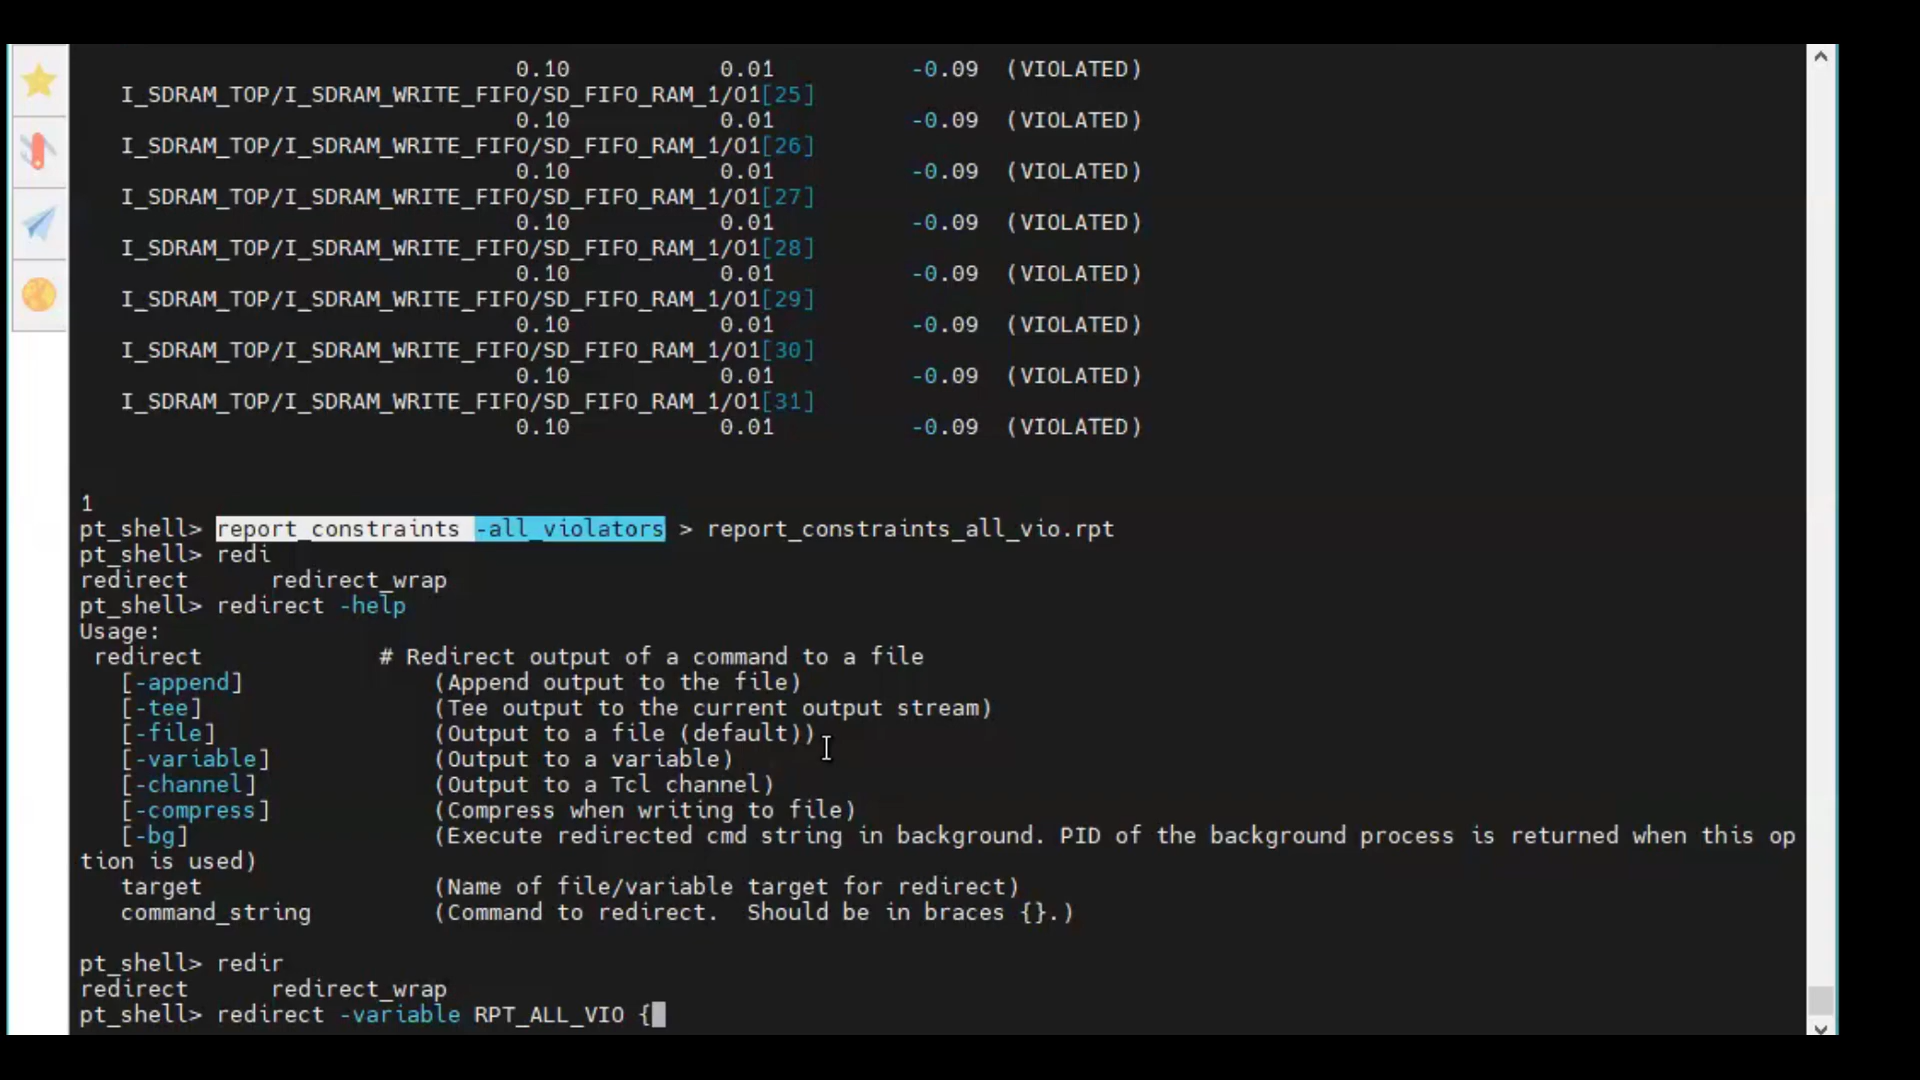 0.10 0.01 -0.09 (VIOLATED)
I_SDRAM_TOP/I_SDRAM_WRITE_FIFO/SD_FIFO_RAM_1/O1[25]
0.10 0.01 -0.09 (VIOLATED)
I_SDRAM_TOP/I_SDRAM_WRITE_FIFO/SD_FIFO_RAM_1/O1[26]
0.10 0.01 -0.09 (VIOLATED)
I_SDRAM_TOP/I_SDRAM_WRITE_FIFO/SD_FIFO_RAM_1/O1[27]
0.10 0.01 -0.09 (VIOLATED)
I_SDRAM_TOP/I_SDRAM_WRITE_FIFO/SD_FIFO_RAM_1/O1[28]
0.10 0.01 -0.09 (VIOLATED)
I_SDRAM_TOP/I_SDRAM_WRITE_FIFO/SD_FIFO_RAM_1/O1[29]
0.10 0.01 -0.09 (VIOLATED)
I_SDRAM_TOP/I_SDRAM_WRITE_FIFO/SD_FIFO_RAM_1/O1[30]
0.10 0.01 -0.09 (VIOLATED)
I_SDRAM_TOP/I_SDRAM_WRITE_FIFO/SD_FIFO_RAM_1/O1[31]
0.10 0.01 -0.09 (VIOLATED)
1
pt_shell> report_constraints -all_violators > report_constraints_all_vio.rpt
pt_shell> redi
redirect redirect_wrap
pt_shell> redirect -help
Usage:
redirect # Redirect output of a command to a file
[-append] (Append output to the file)
[-tee] (Tee output to the current output stream)
[-file] (Output to a file (default))
[-variable] (Output to a variable)
[-channel] (Output to a Tcl channel)
[-compress] (Compress when writing to file)
[-bg] (Execute redirected cmd string in background. PID of the background process is returned when this op
tion is used)
target (Name of file/variable target for redirect)
command_string (Command to redirect. Should be in braces {}.)
pt_shell> redir
redirect redirect_wrap
pt_shell> redirect -variable RPT_ALL_VIO {